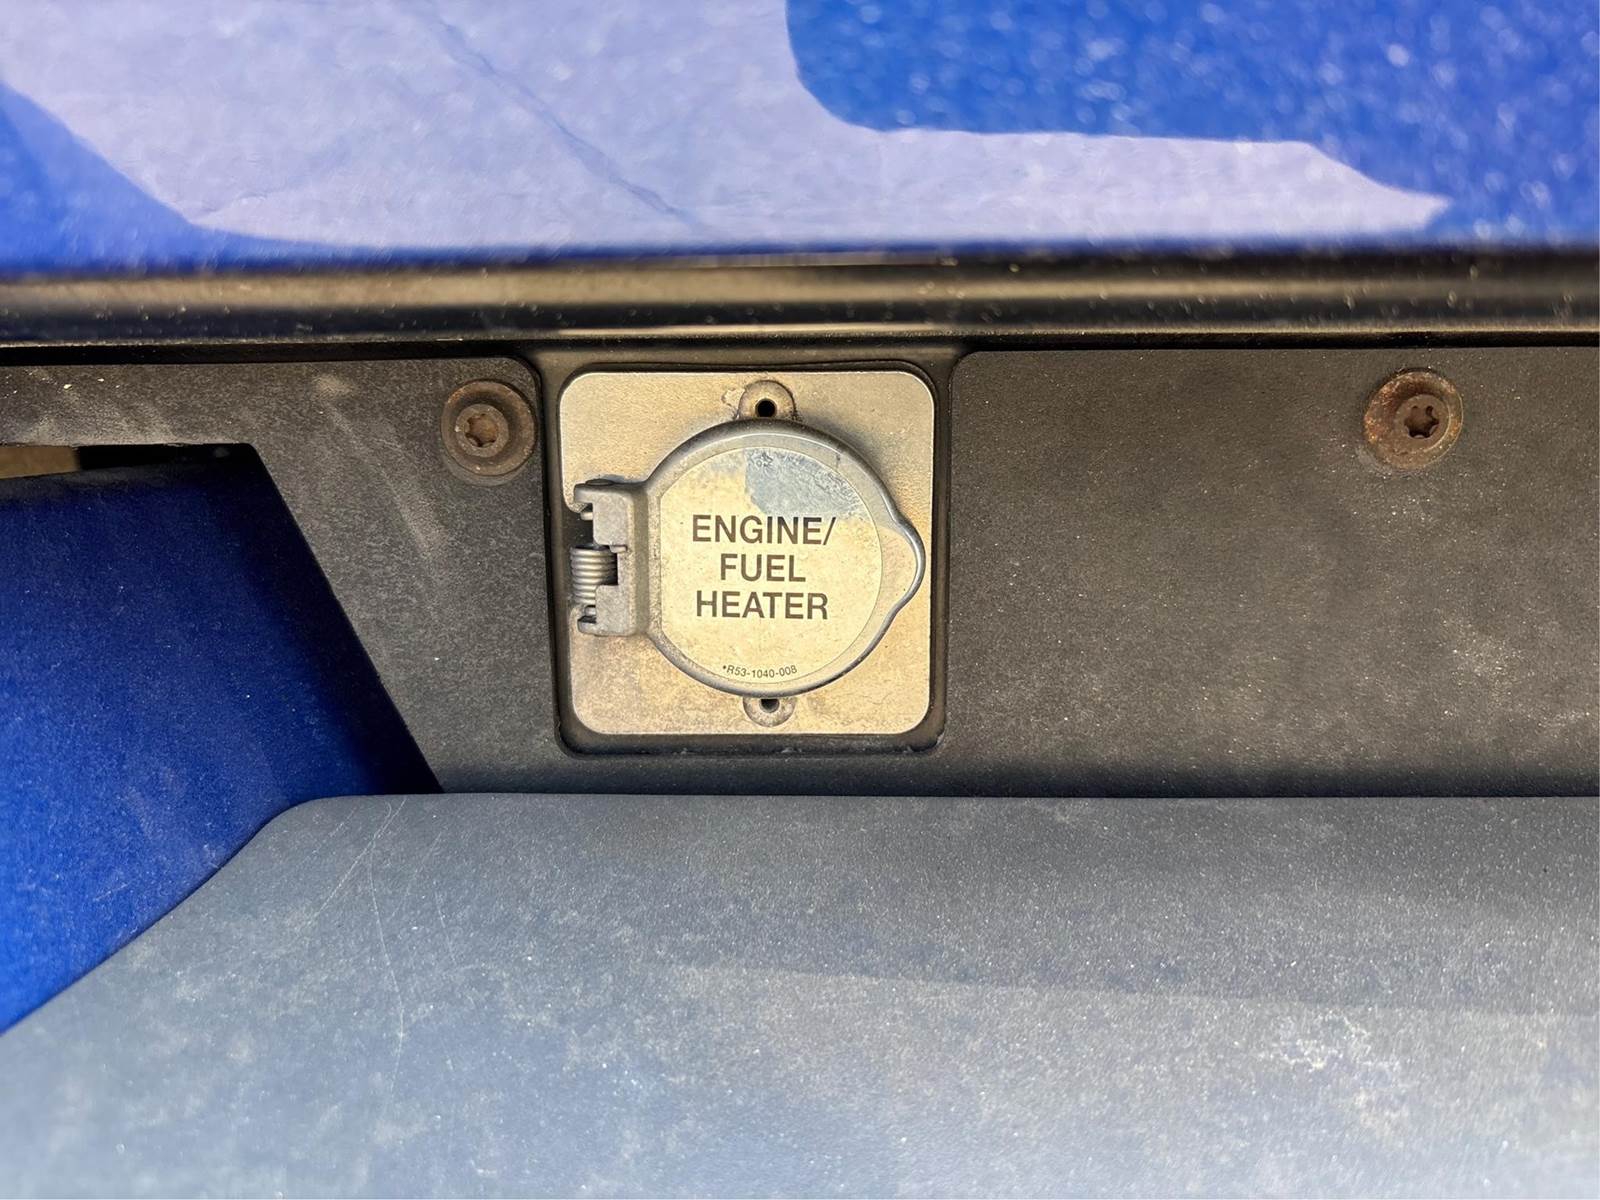 ENGINE/
FUEL
HEATER
*R53-1040-008